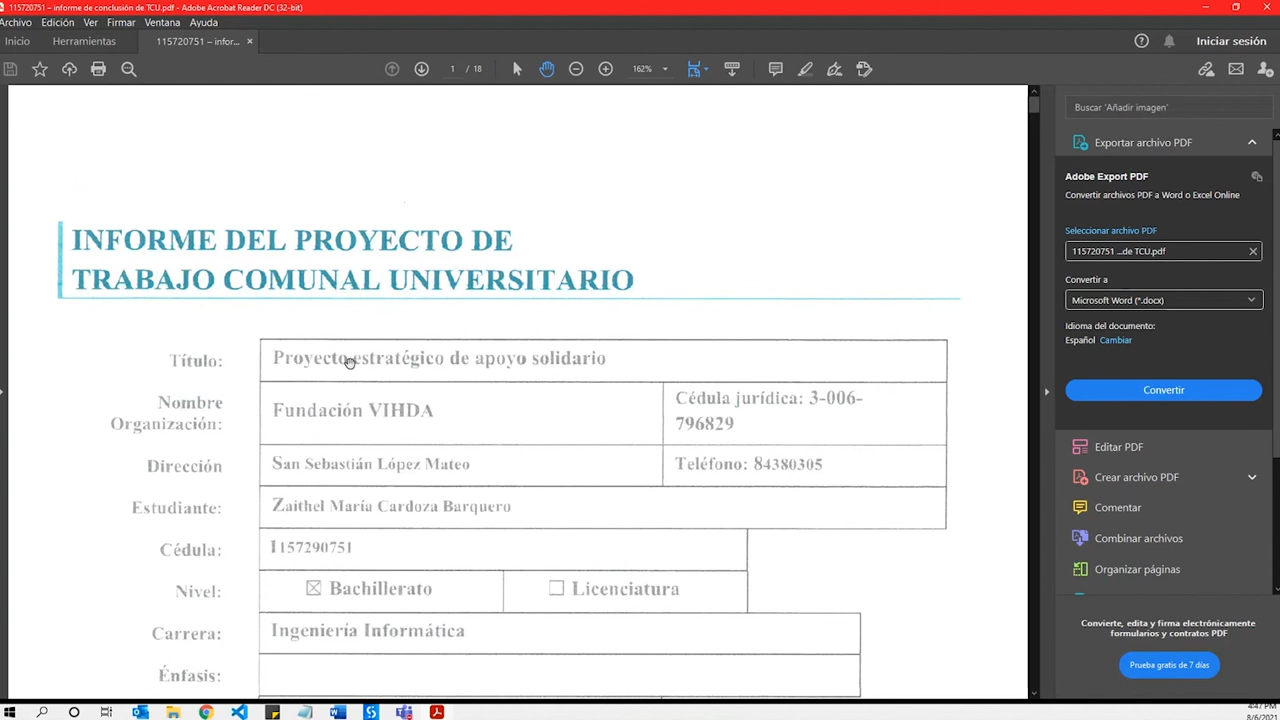 115720751 – informe de conclusión de TCU.pdf - Adobe Acrobat Reader DC (32-bit)
Archivo Edición Ver Firmar Ventana Ayuda
Inicio Herramientas 115720751 – infor... × Iniciar sesión
1 / 18 162%
INFORME DEL PROYECTO DE
TRABAJO COMUNAL UNIVERSITARIO
Título: Proyecto estratégico de apoyo solidario
Nombre
Organización:
Fundación VIHDA
Cédula jurídica: 3-006-
796829
Dirección San Sebastián López Mateo Teléfono: 84380305
Estudiante: Zaithel María Cardoza Barquero
Cédula: 1157290751
Nivel: Bachillerato Licenciatura
Carrera: Ingeniería Informática
Énfasis:
Buscar 'Añadir imagen'
Exportar archivo PDF
Adobe Export PDF
Convertir archivos PDF a Word o Excel Online
Seleccionar archivo PDF
115720751 ...de TCU.pdf
Convertir a
Microsoft Word (*.docx)
Idioma del documento:
Español Cambiar
Convertir
Editar PDF
Crear archivo PDF
Comentar
Combinar archivos
Organizar páginas
Convierte, edita y firma electrónicamente
formularios y contratos PDF
Prueba gratis de 7 días
4:47 PM
8/6/2021